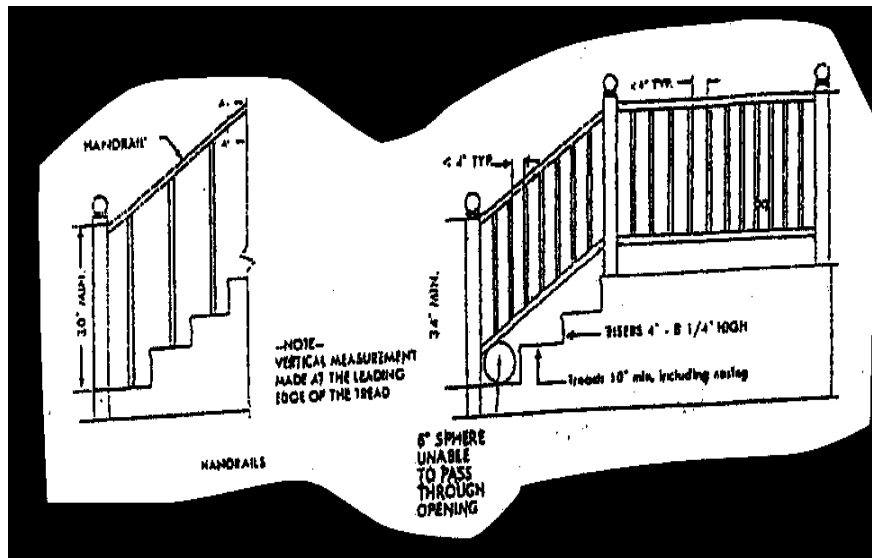 HANDRAIL
30" MIN.
--NOTE--
VERTICAL MEASUREMENT
MADE AT THE LEADING
EDGE OF THE TREAD
HANDRAILS
< 4" TYP.
< 4" TYP.
34" MIN.
RISERS 4" - 8 1/4" HIGH
Treads 10" min. including nosing
6" SPHERE
UNABLE
TO PASS
THROUGH
OPENING